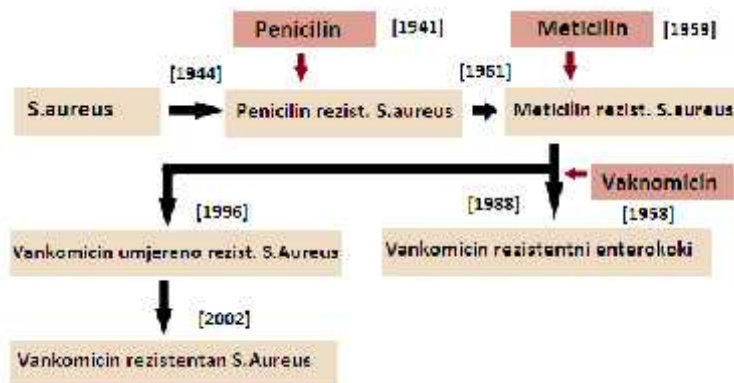 Penicilin [1941] Meticilin [1959]
[1944] [1961]
S.aureus Penicilin rezist. S.aureus Meticilin rezist. S.aureus
Vaknomicin
[1996] [1988] [1958]
Vankomicin umjereno rezist. S.Aureus Vankomicin rezistentni enterokoki
[2002]
Vankomicin rezistentan S.Aureus